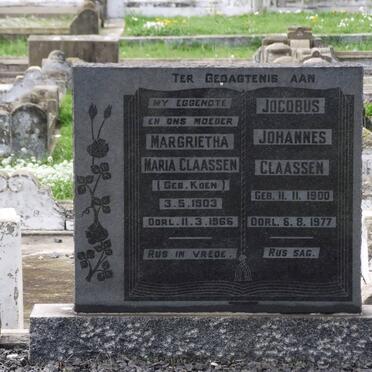 TER GEDAGTENIS AAN
MY EGGENOTE
EN ONS MOEDER
MARGRIETHA
MARIA CLAASSEN
(GEB. KOEN)
3.5.1903
OORL. 11.3.1966
RUS IN VREDE.
JOCOBUS
JOHANNES
CLAASSEN
GEB. 11. 11. 1900
OORL. 6. 8. 1977
RUS SAG.